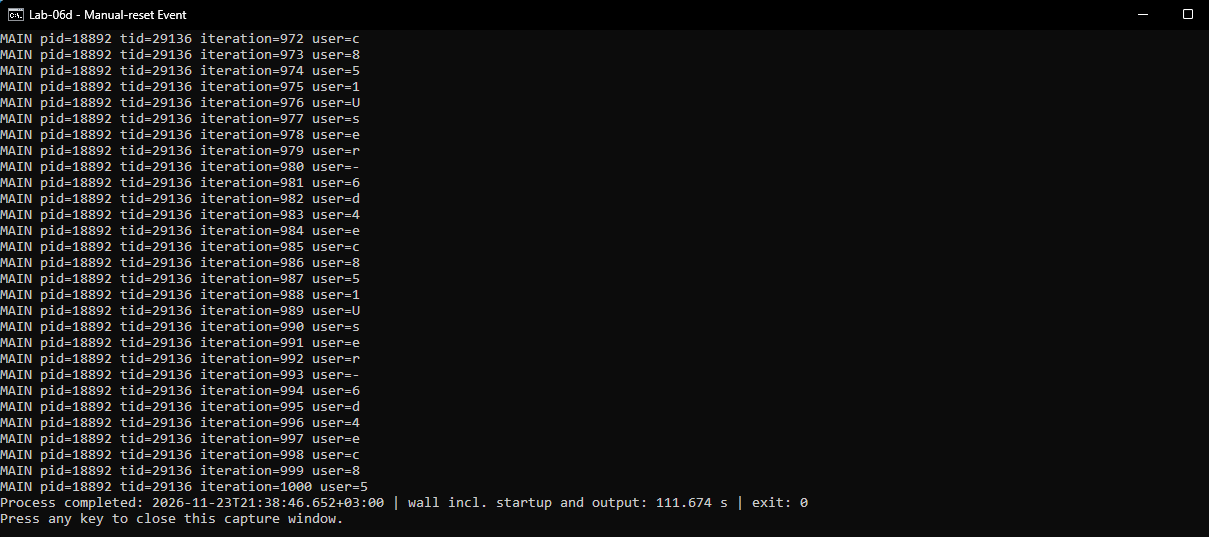 Lab-06d - Manual-reset Event
MAIN pid=18892 tid=29136 iteration=972 user=c
MAIN pid=18892 tid=29136 iteration=973 user=8
MAIN pid=18892 tid=29136 iteration=974 user=5
MAIN pid=18892 tid=29136 iteration=975 user=1
MAIN pid=18892 tid=29136 iteration=976 user=U
MAIN pid=18892 tid=29136 iteration=977 user=s
MAIN pid=18892 tid=29136 iteration=978 user=e
MAIN pid=18892 tid=29136 iteration=979 user=r
MAIN pid=18892 tid=29136 iteration=980 user=-
MAIN pid=18892 tid=29136 iteration=981 user=6
MAIN pid=18892 tid=29136 iteration=982 user=d
MAIN pid=18892 tid=29136 iteration=983 user=4
MAIN pid=18892 tid=29136 iteration=984 user=e
MAIN pid=18892 tid=29136 iteration=985 user=c
MAIN pid=18892 tid=29136 iteration=986 user=8
MAIN pid=18892 tid=29136 iteration=987 user=5
MAIN pid=18892 tid=29136 iteration=988 user=1
MAIN pid=18892 tid=29136 iteration=989 user=U
MAIN pid=18892 tid=29136 iteration=990 user=s
MAIN pid=18892 tid=29136 iteration=991 user=e
MAIN pid=18892 tid=29136 iteration=992 user=r
MAIN pid=18892 tid=29136 iteration=993 user=-
MAIN pid=18892 tid=29136 iteration=994 user=6
MAIN pid=18892 tid=29136 iteration=995 user=d
MAIN pid=18892 tid=29136 iteration=996 user=4
MAIN pid=18892 tid=29136 iteration=997 user=e
MAIN pid=18892 tid=29136 iteration=998 user=c
MAIN pid=18892 tid=29136 iteration=999 user=8
MAIN pid=18892 tid=29136 iteration=1000 user=5
Process completed: 2026-11-23T21:38:46.652+03:00 | wall incl. startup and output: 111.674 s | exit: 0
Press any key to close this capture window.